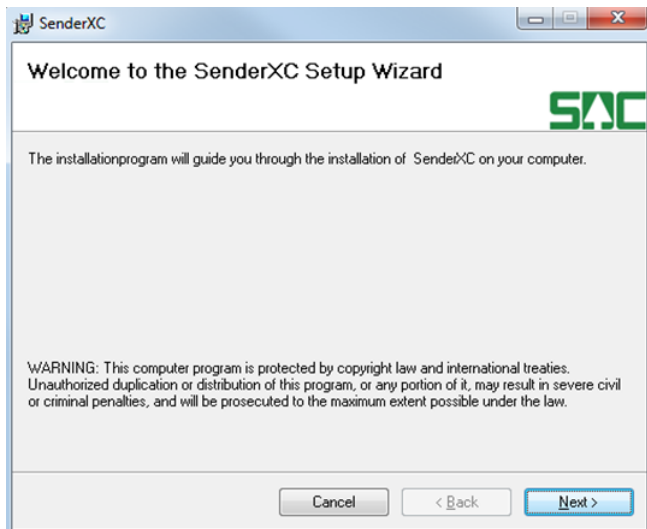 SenderXC
Welcome to the SenderXC Setup Wizard
SDC
The installationprogram will guide you through the installation of SenderXC on your computer.
WARNING: This computer program is protected by copyright law and international treaties.
Unauthorized duplication or distribution of this program, or any portion of it, may result in severe civil
or criminal penalties, and will be prosecuted to the maximum extent possible under the law.
Cancel
< Back
Next >